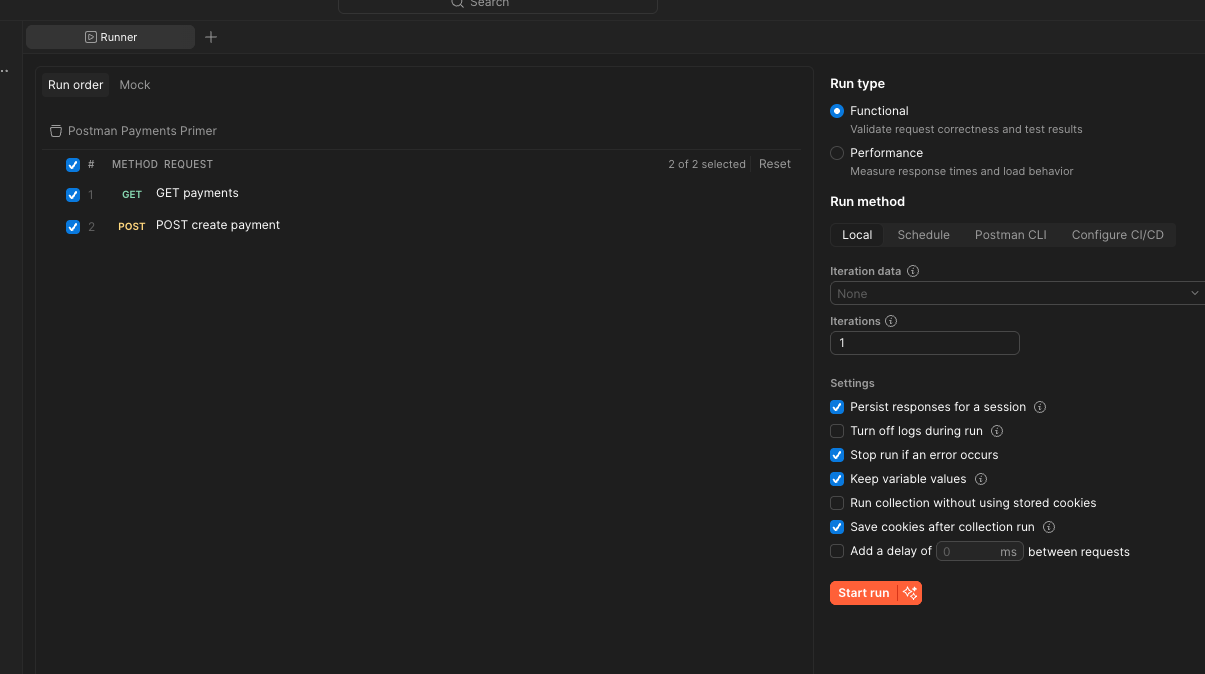 Search
Runner
Run order Mock
Postman Payments Primer
# METHOD REQUEST 2 of 2 selected Reset
1 GET GET payments
2 POST POST create payment
Run type
Functional
Validate request correctness and test results
Performance
Measure response times and load behavior
Run method
Local Schedule Postman CLI Configure CI/CD
Iteration data
None
Iterations
1
Settings
Persist responses for a session
Turn off logs during run
Stop run if an error occurs
Keep variable values
Run collection without using stored cookies
Save cookies after collection run
Add a delay of 0 ms between requests
Start run